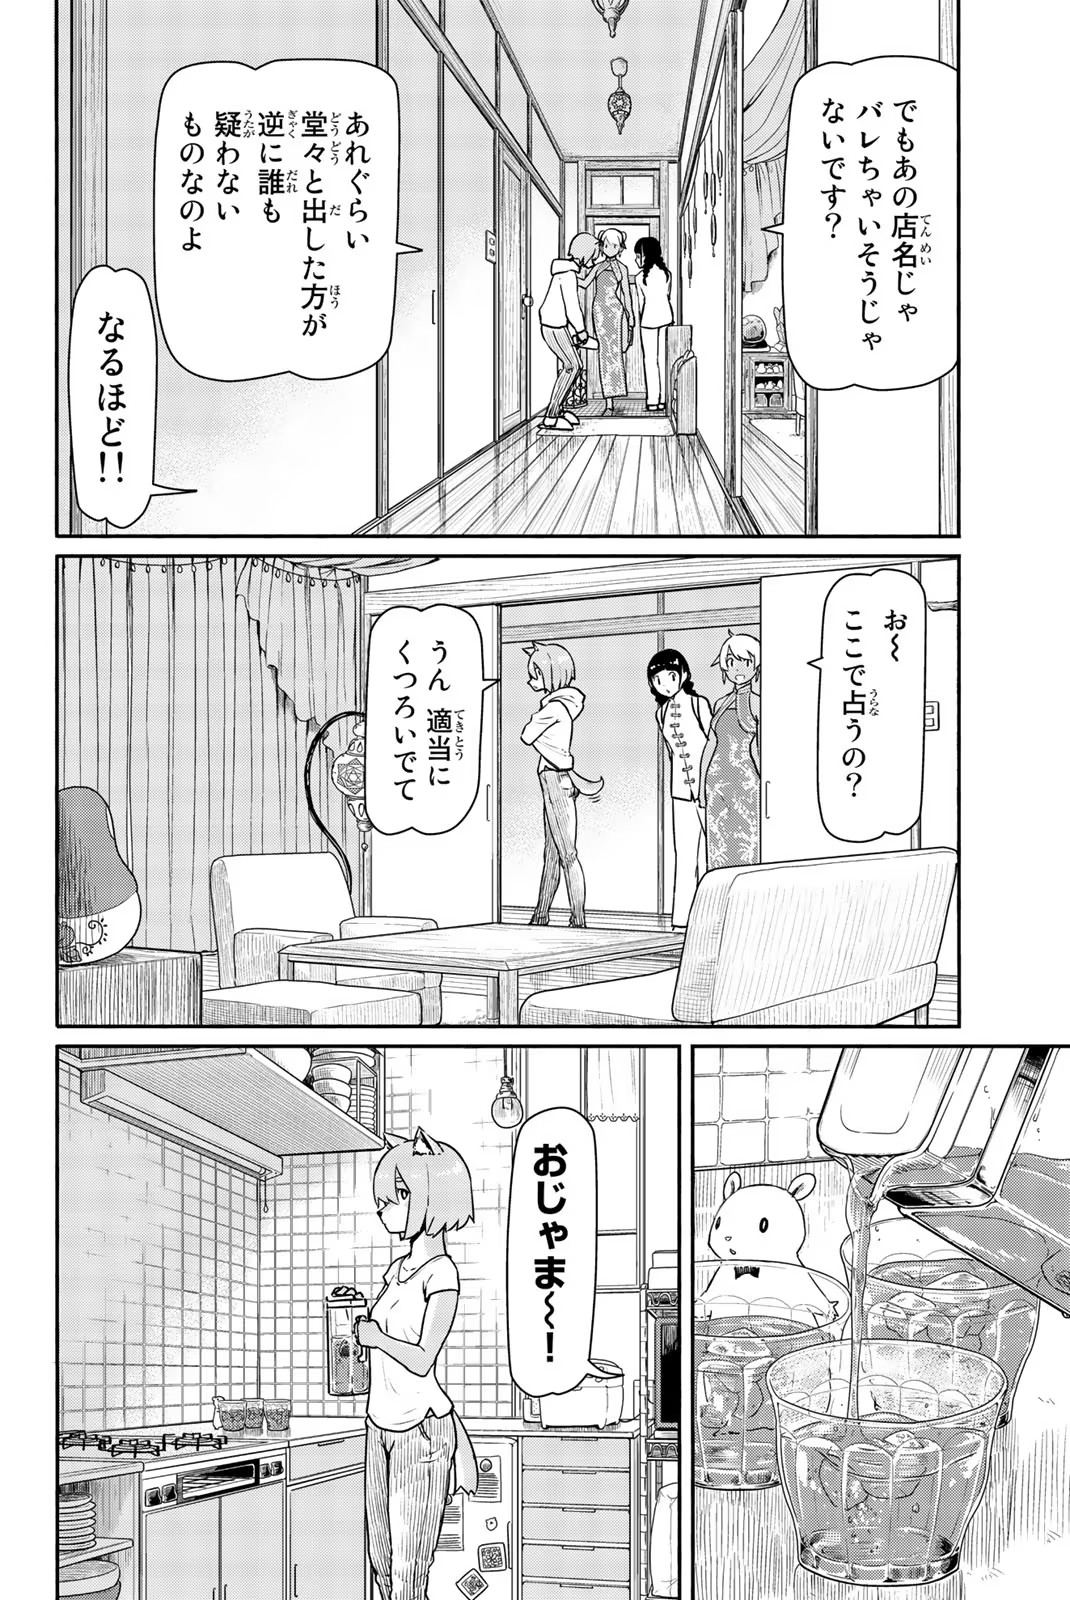 でもあの店名じゃ
バレちゃいそうじゃ
ないです?
あれぐらい
堂々と出した方が
逆に誰も
疑わない
ものなのよ
なるほど!!
お〜
ここで占うの?
うん 適当に
くつろいでて
おじゃま〜!